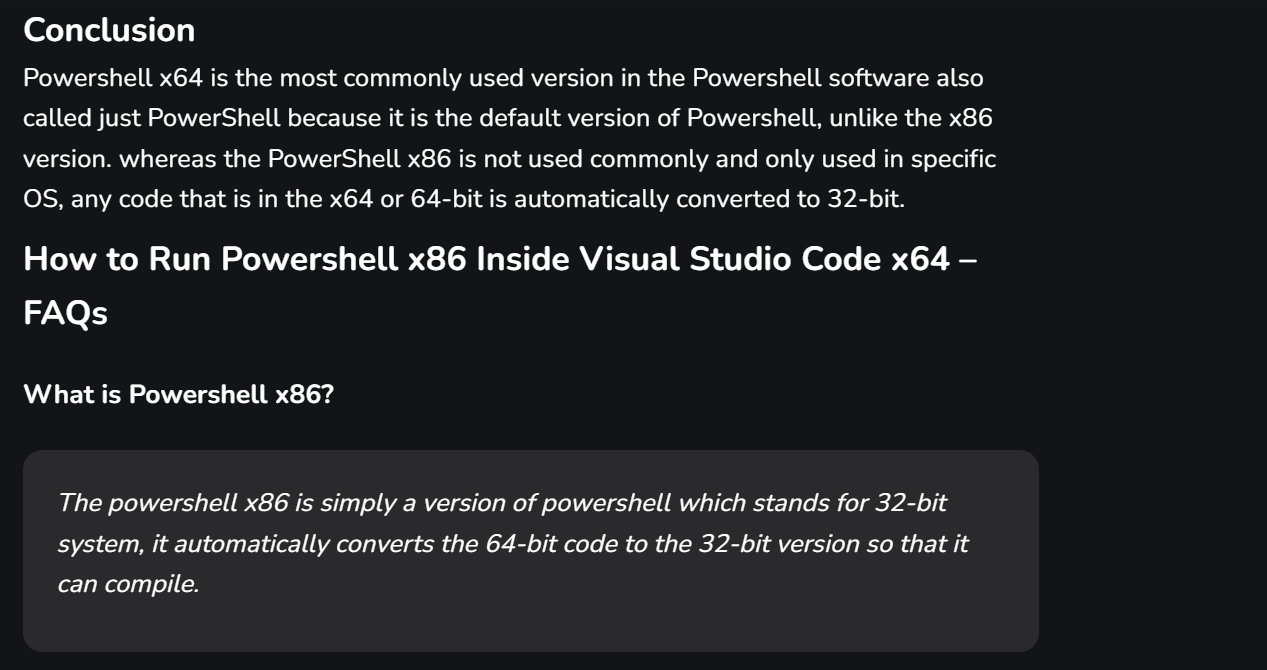 Conclusion
Powershell x64 is the most commonly used version in the Powershell software also
called just PowerShell because it is the default version of Powershell, unlike the x86
version. whereas the PowerShell x86 is not used commonly and only used in specific
OS, any code that is in the x64 or 64-bit is automatically converted to 32-bit.
How to Run Powershell x86 Inside Visual Studio Code x64 –
FAQs
What is Powershell x86?
The powershell x86 is simply a version of powershell which stands for 32-bit
system, it automatically converts the 64-bit code to the 32-bit version so that it
can compile.